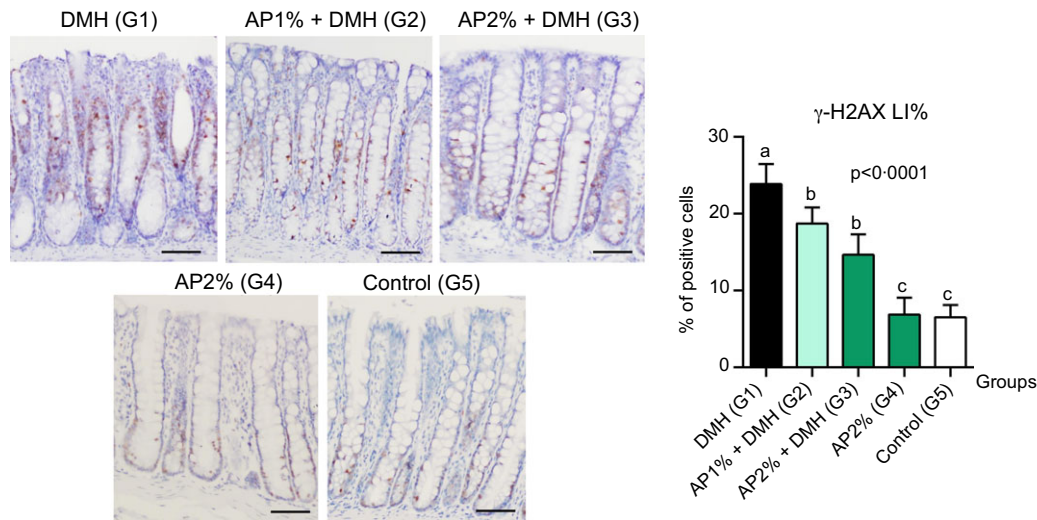 DMH (G1)
AP1% + DMH (G2)
AP2% + DMH (G3)
AP2% (G4)
Control (G5)
γ-H2AX LI%
% of positive cells
30
20
10
0
a
b
b
c
c
p<0·0001
DMH (G1)
AP1% + DMH (G2)
AP2% + DMH (G3)
AP2% (G4)
Control (G5)
Groups